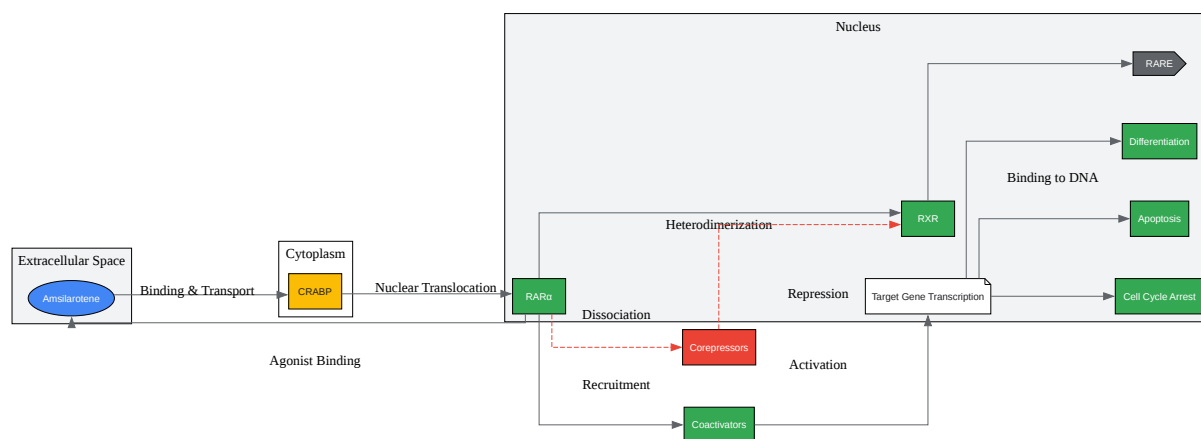 Nucleus
RARE
Differentiation
Binding to DNA
Apoptosis
RXR
Heterodimerization
Extracellular Space
Amsilarotene
Binding & Transport
Cytoplasm
CRABP
Nuclear Translocation
RARα
Repression
Target Gene Transcription
Cell Cycle Arrest
Dissociation
Corepressors
Agonist Binding
Activation
Recruitment
Coactivators